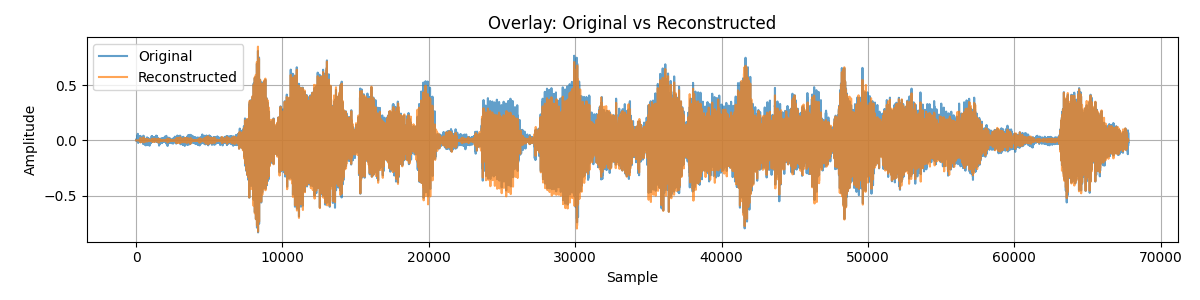 Overlay: Original vs Reconstructed
Original
Reconstructed
Amplitude
0.5
0.0
−0.5
0 10000 20000 30000 40000 50000 60000 70000
Sample